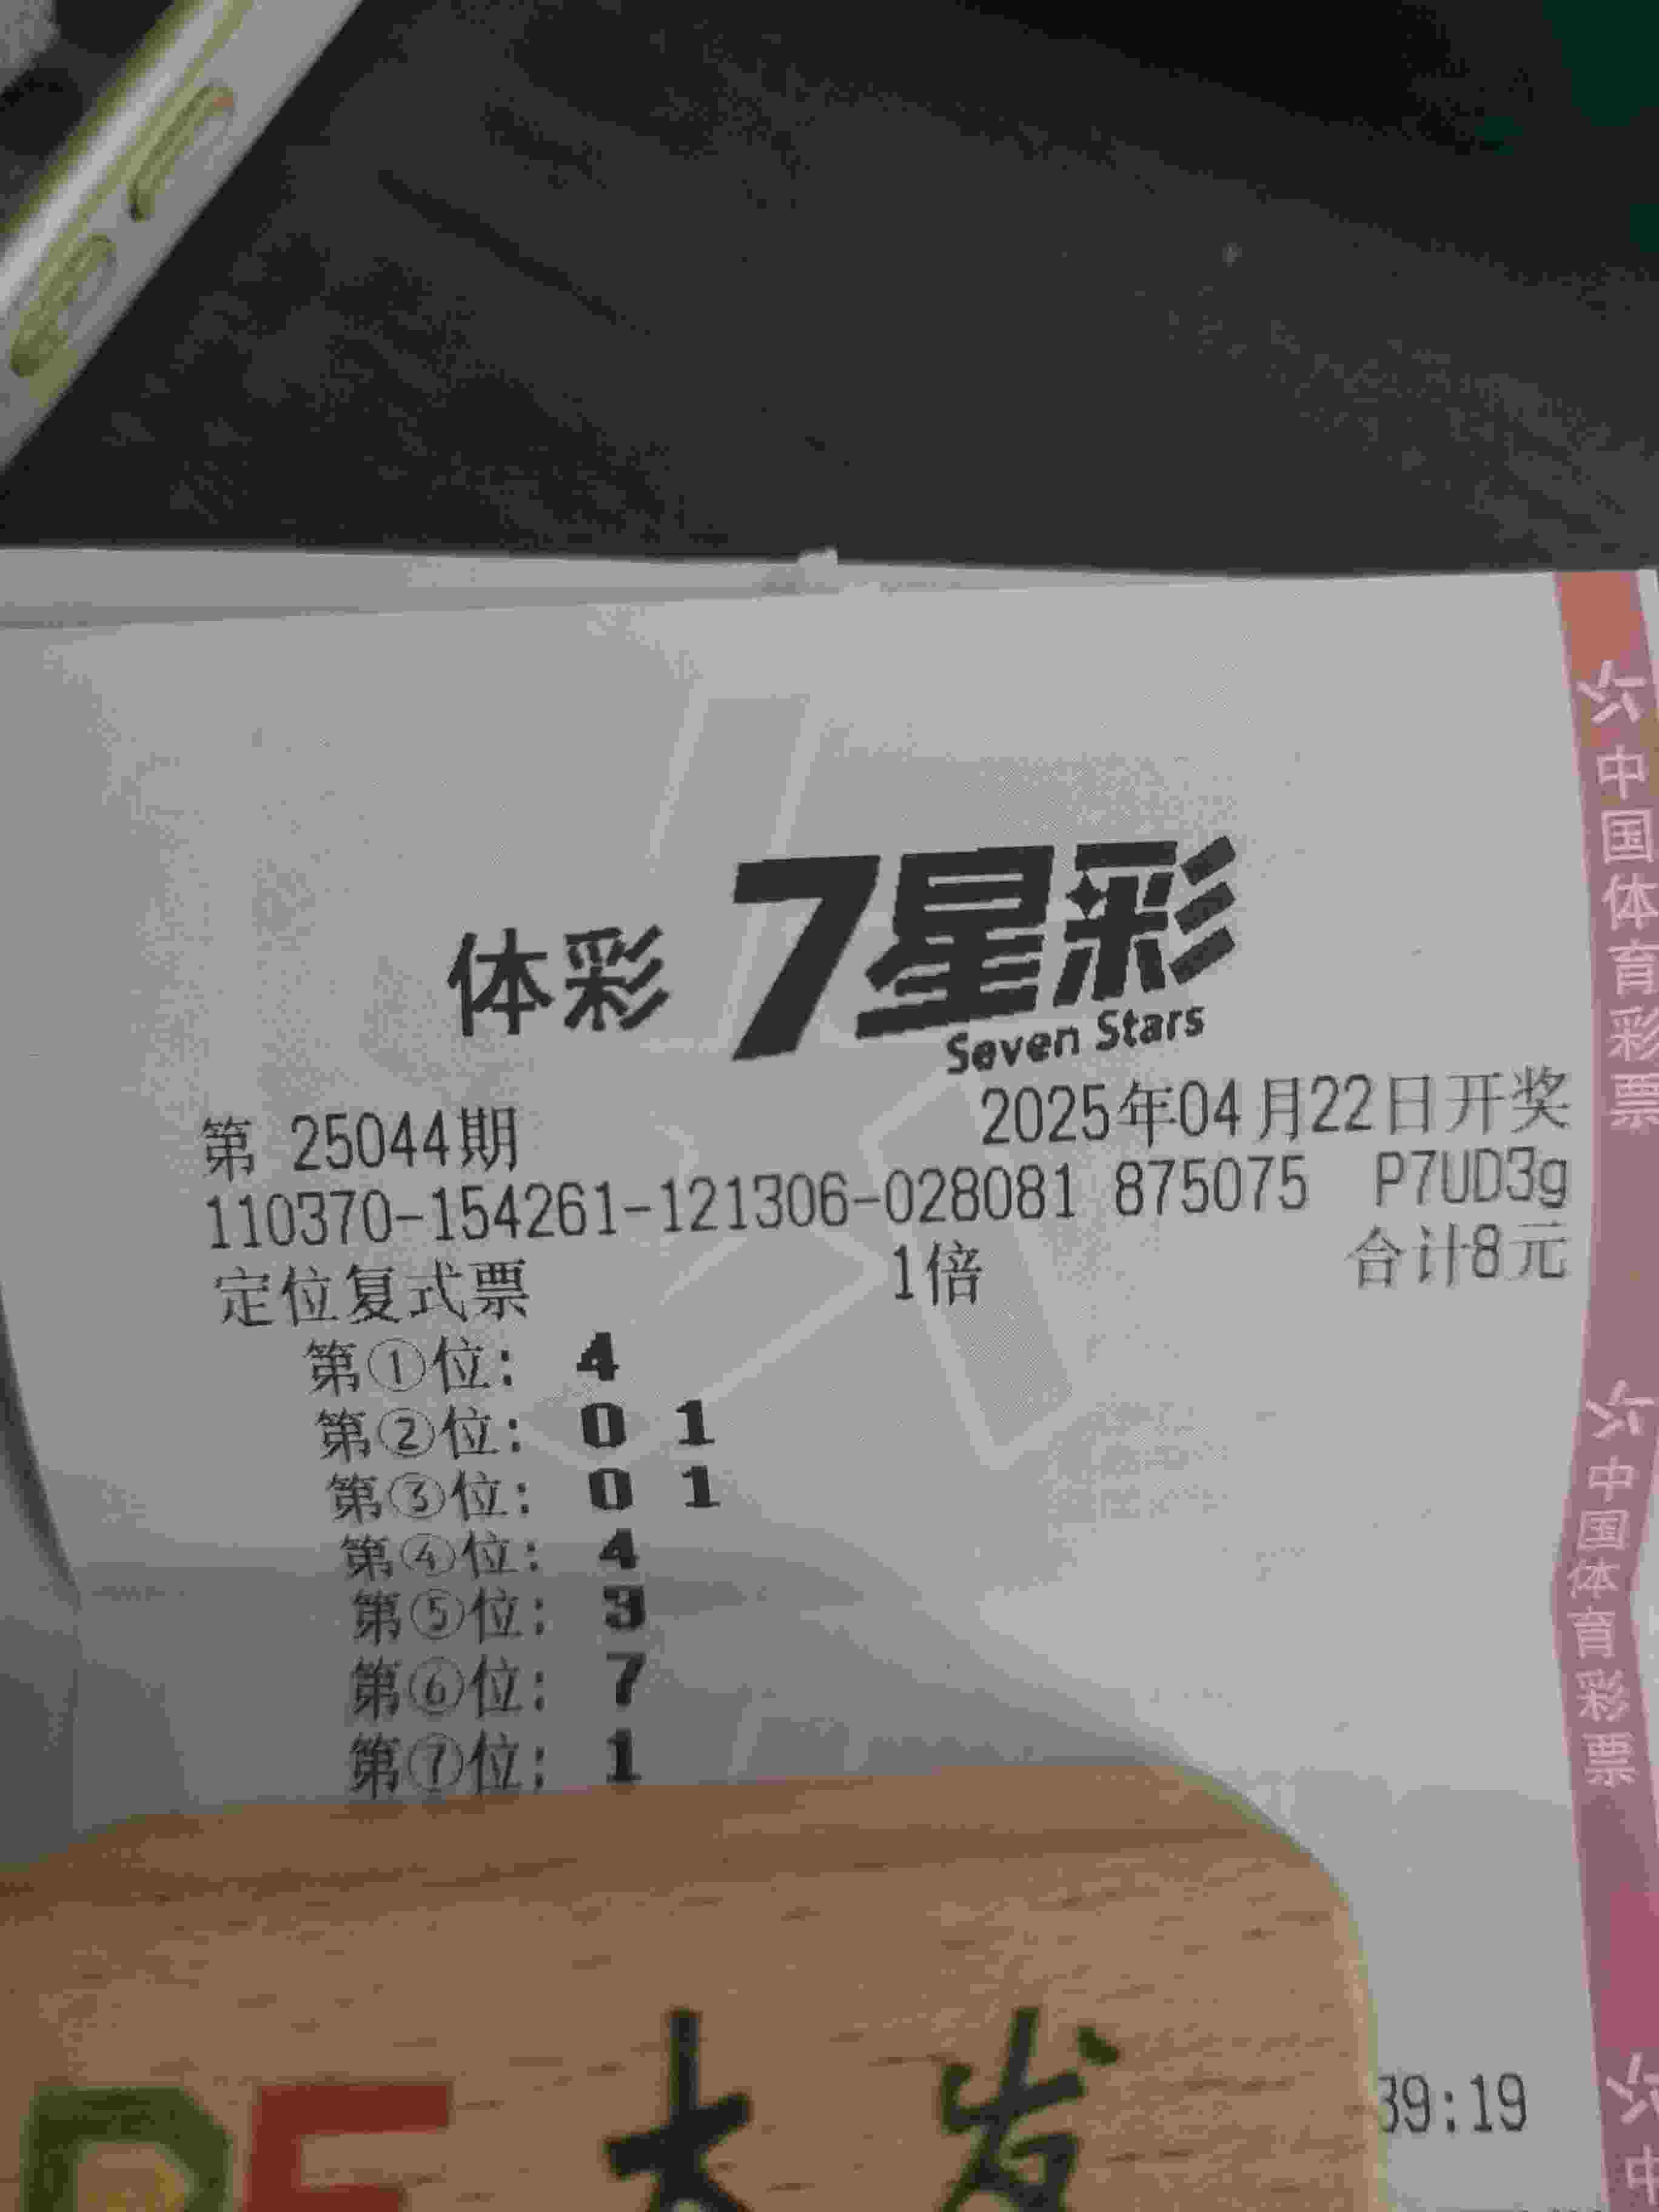 体彩 7星彩
Seven Stars
第 25044期 2025年04月22日开奖
110370-154261-121306-028081 875075 P7UD3g
定位复式票 1倍 合计8元
第①位: 4
第②位: 0 1
第③位: 0 1
第④位: 4
第⑤位: 3
第⑥位: 7
第⑦位: 1
39:19
大发
中国体育彩票
中国体育彩票
中